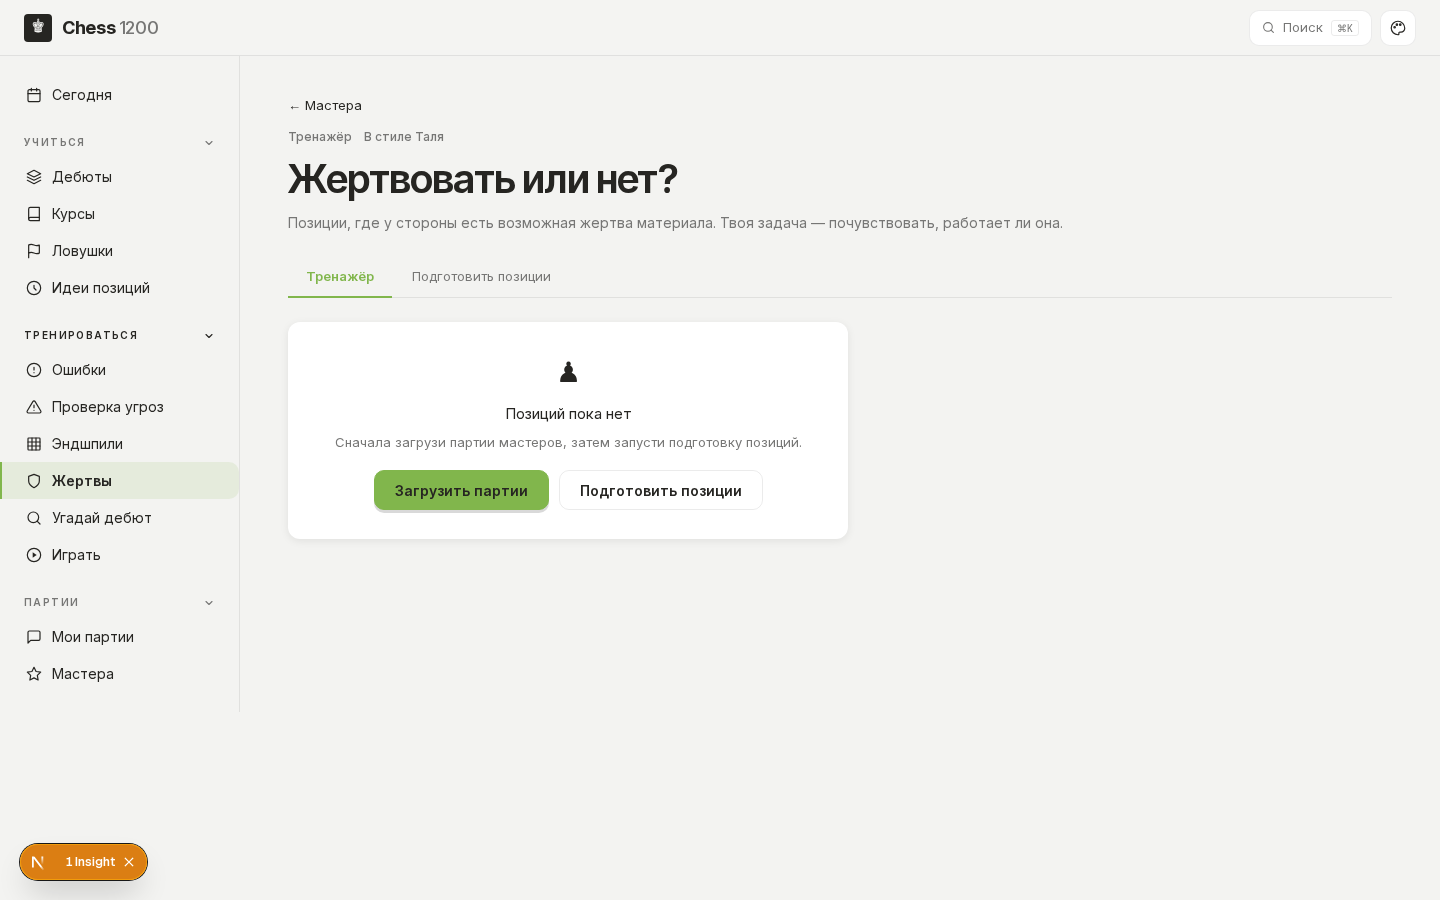 Chess 1200
Поиск ⌘K
Сегодня
УЧИТЬСЯ
Дебюты
Курсы
Ловушки
Идеи позиций
ТРЕНИРОВАТЬСЯ
Ошибки
Проверка угроз
Эндшпили
Жертвы
Угадай дебют
Играть
ПАРТИИ
Мои партии
Мастера
← Мастера
Тренажёр В стиле Таля
Жертвовать или нет?
Позиции, где у стороны есть возможная жертва материала. Твоя задача — почувствовать, работает ли она.
Тренажёр Подготовить позиции
Позиций пока нет
Сначала загрузи партии мастеров, затем запусти подготовку позиций.
Загрузить партии Подготовить позиции
1 Insight